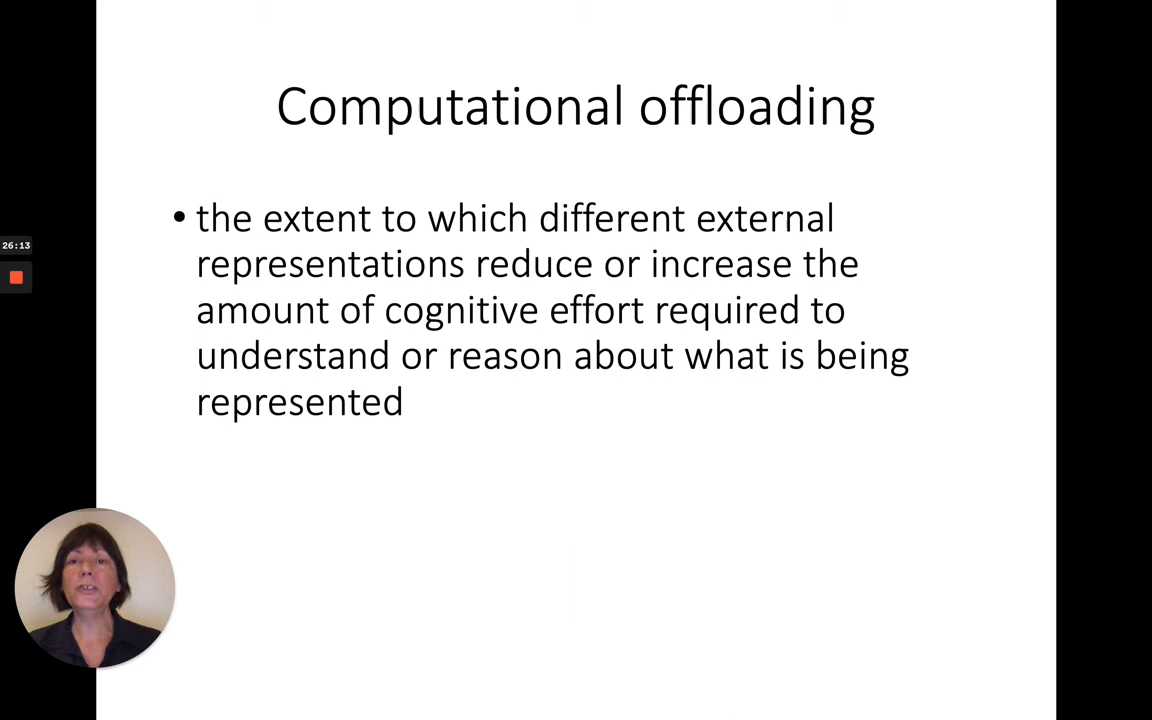 Computational offloading
• the extent to which different external
representations reduce or increase the
amount of cognitive effort required to
understand or reason about what is being
represented
26:13